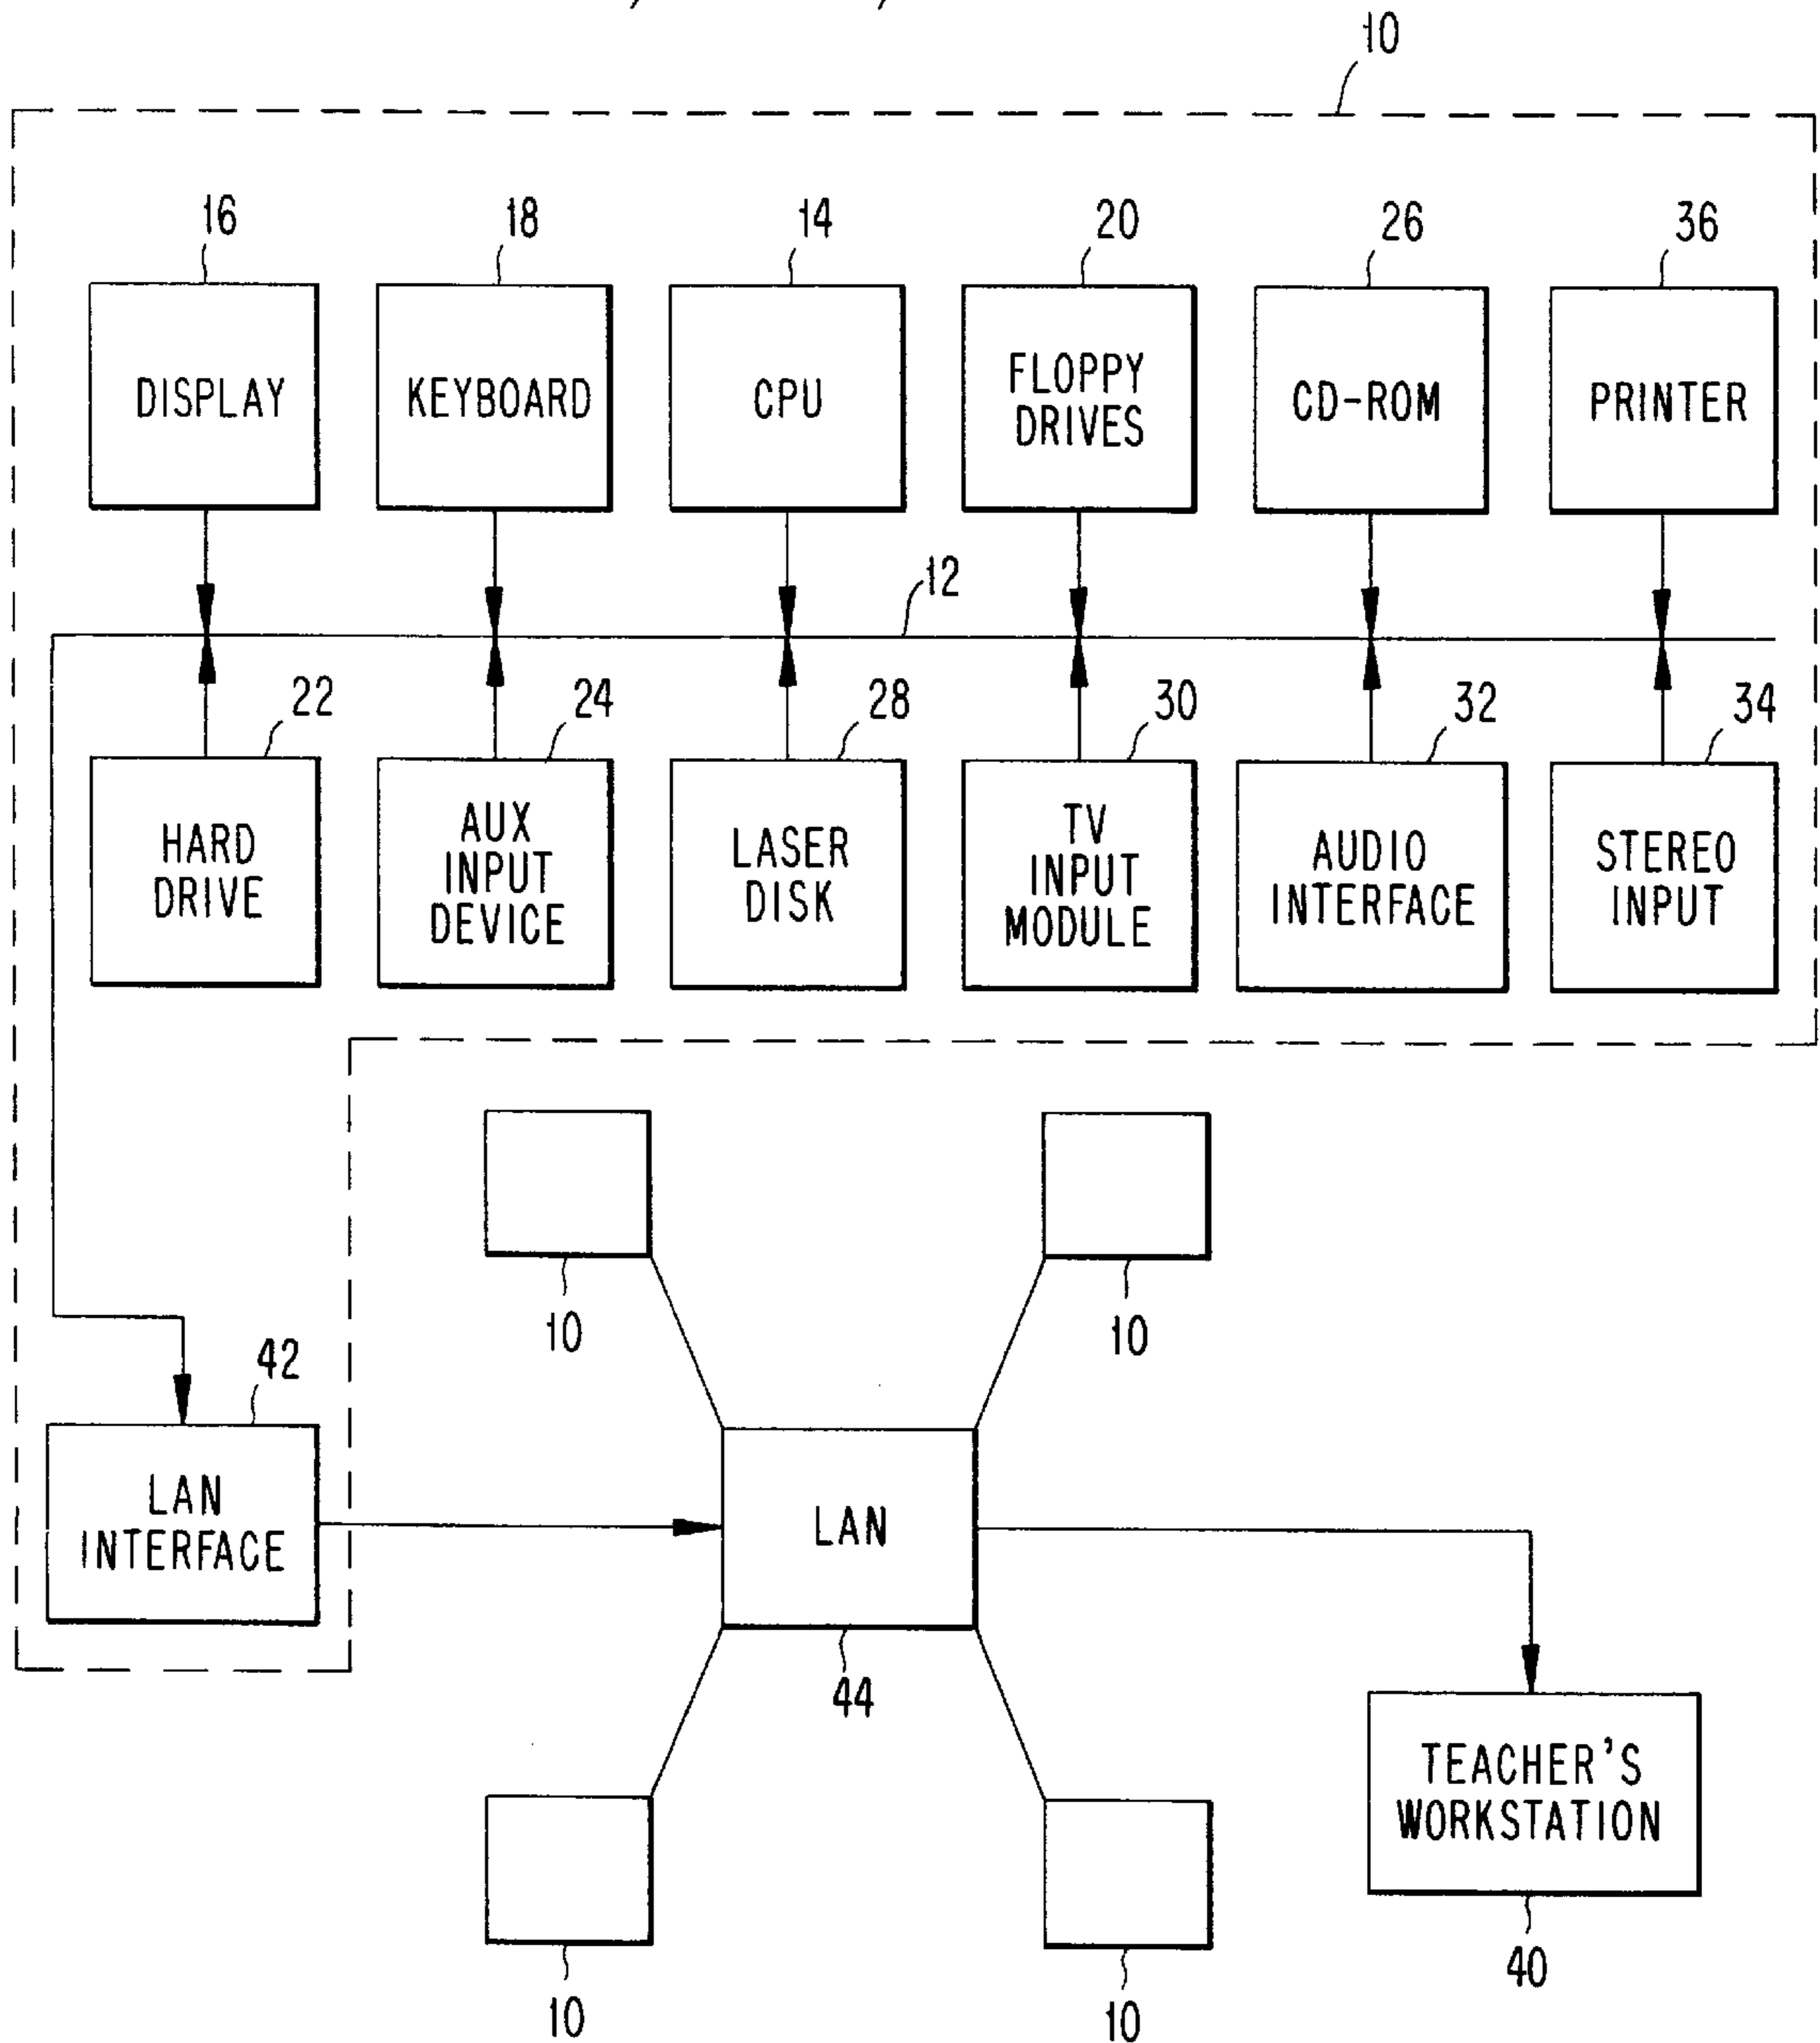 10
16
18
14
20
26
36
DISPLAY
KEYBOARD
CPU
FLOPPY
DRIVES
CD-ROM
PRINTER
12
22
24
28
30
32
34
HARD
DRIVE
AUX
INPUT
DEVICE
LASER
DISK
TV
INPUT
MODULE
AUDIO
INTERFACE
STEREO
INPUT
10
10
42
LAN
INTERFACE
LAN
44
TEACHER'S
WORKSTATION
40
10
10